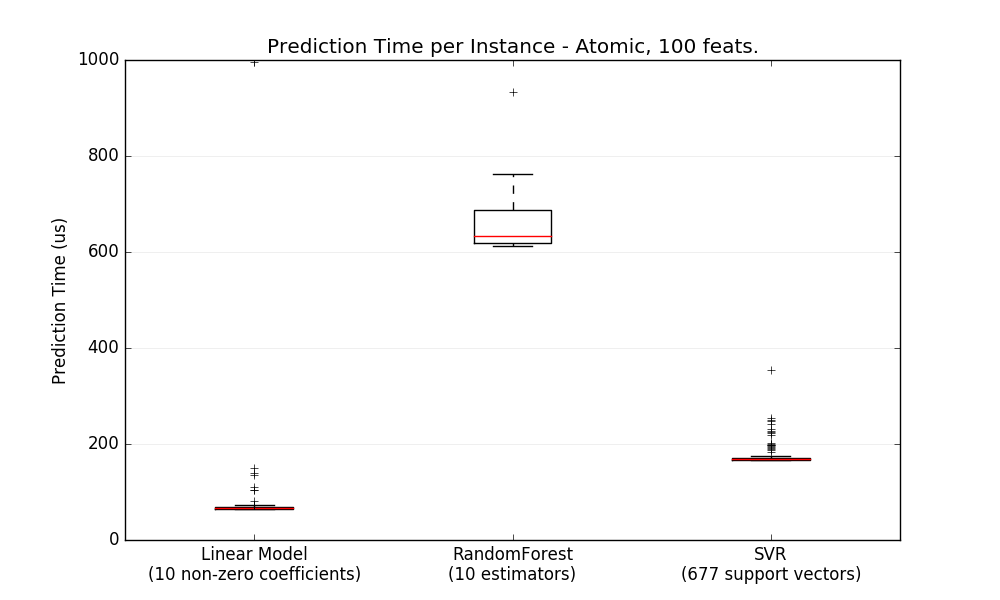 Prediction Time per Instance - Atomic, 100 feats.
1000
800
600
400
200
0
Prediction Time (us)
Linear Model
(10 non-zero coefficients)
RandomForest
(10 estimators)
SVR
(677 support vectors)